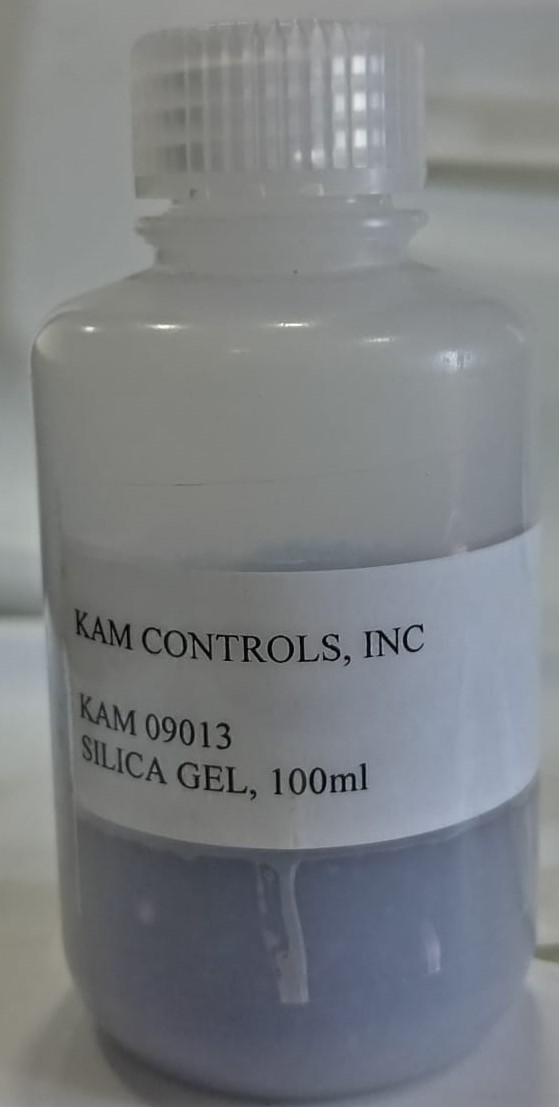 KAM CONTROLS, INC
KAM 09013
SILICA GEL, 100ml